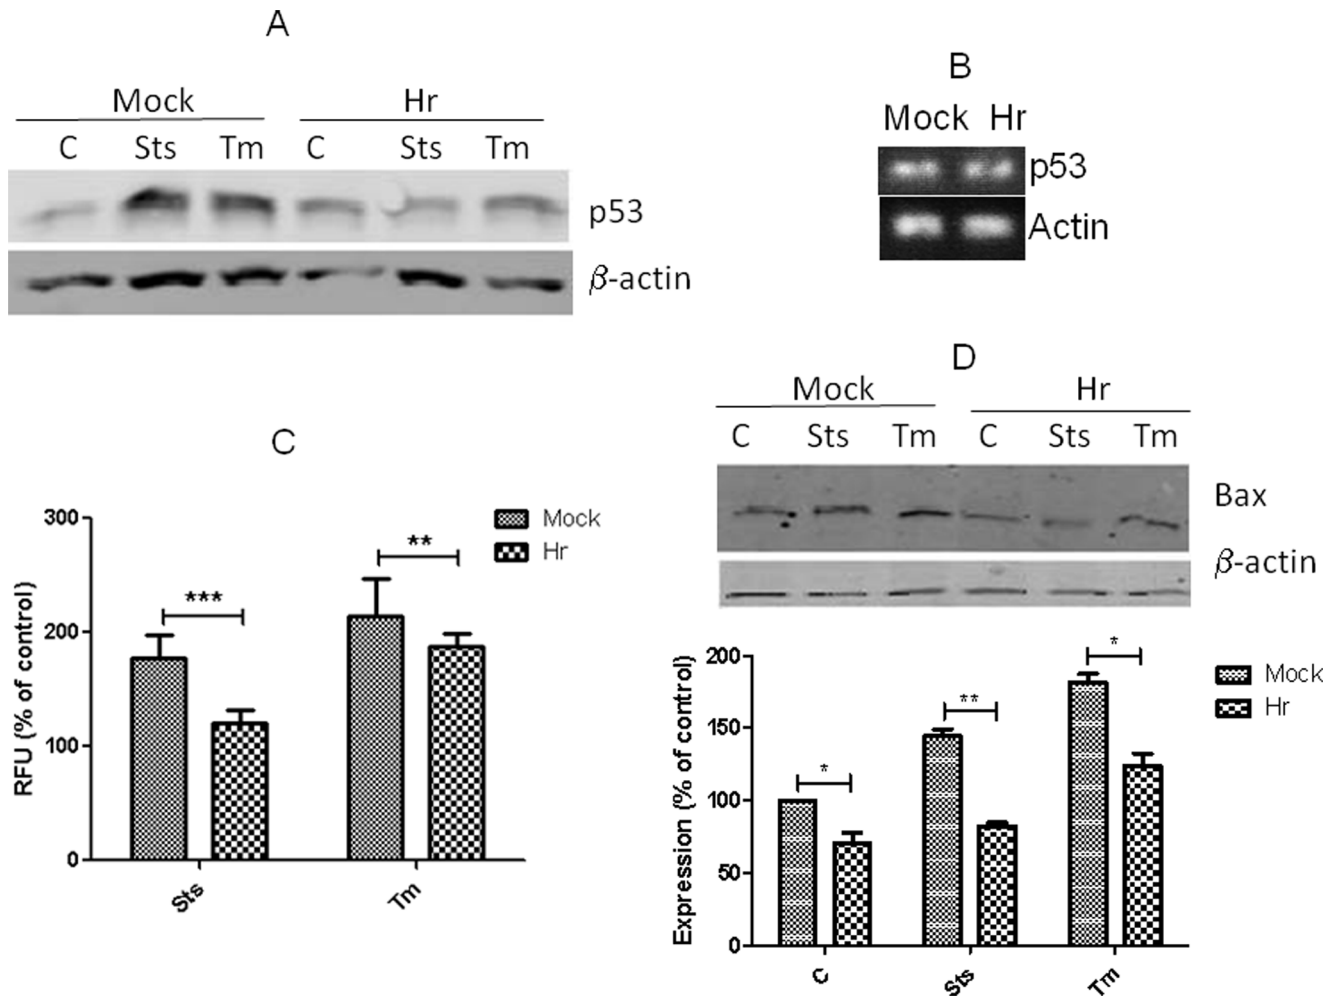 A
Mock Hr
C Sts Tm C Sts Tm
p53
β-actin
B
Mock Hr
p53
Actin
C
300
200
100
0
RFU (% of control)
*** **
Mock
Hr
Sts Tm
D
Mock Hr
C Sts Tm C Sts Tm
Bax
β-actin
200
150
100
50
0
Expression (% of control)
* ** *
Mock
Hr
C Sts Tm